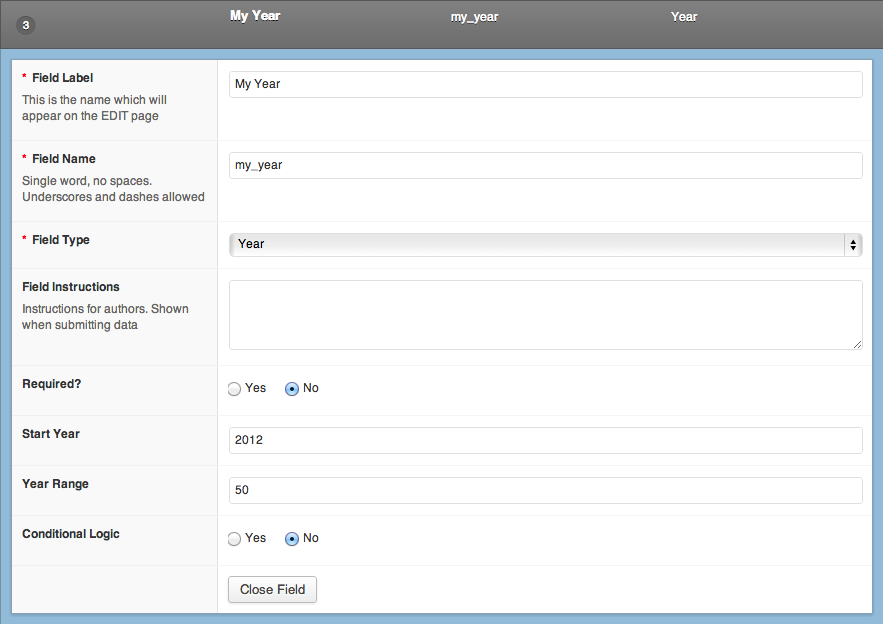 3 My Year my_year Year
* Field Label
This is the name which will
appear on the EDIT page
My Year
* Field Name
Single word, no spaces.
Underscores and dashes allowed
my_year
* Field Type
Year
Field Instructions
Instructions for authors. Shown
when submitting data
Required?
Yes No
Start Year
2012
Year Range
50
Conditional Logic
Yes No
Close Field